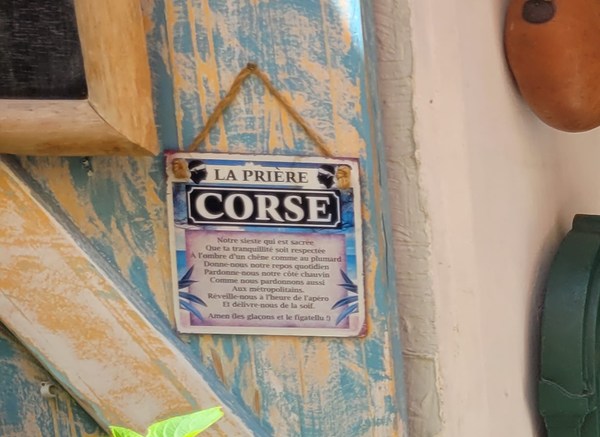 LA PRIÈRE
CORSE
Notre sieste qui est sacrée
Que ta tranquillité soit respectée
A l'ombre d'un chêne comme au plumard
Donne-nous notre repos quotidien
Pardonne-nous notre côté chauvin
Comme nous pardonnons aussi
Aux métropolitains.
Réveille-nous à l'heure de l'apéro
Et délivre-nous de la soif.
Amen (les glaçons et le figatellu !)